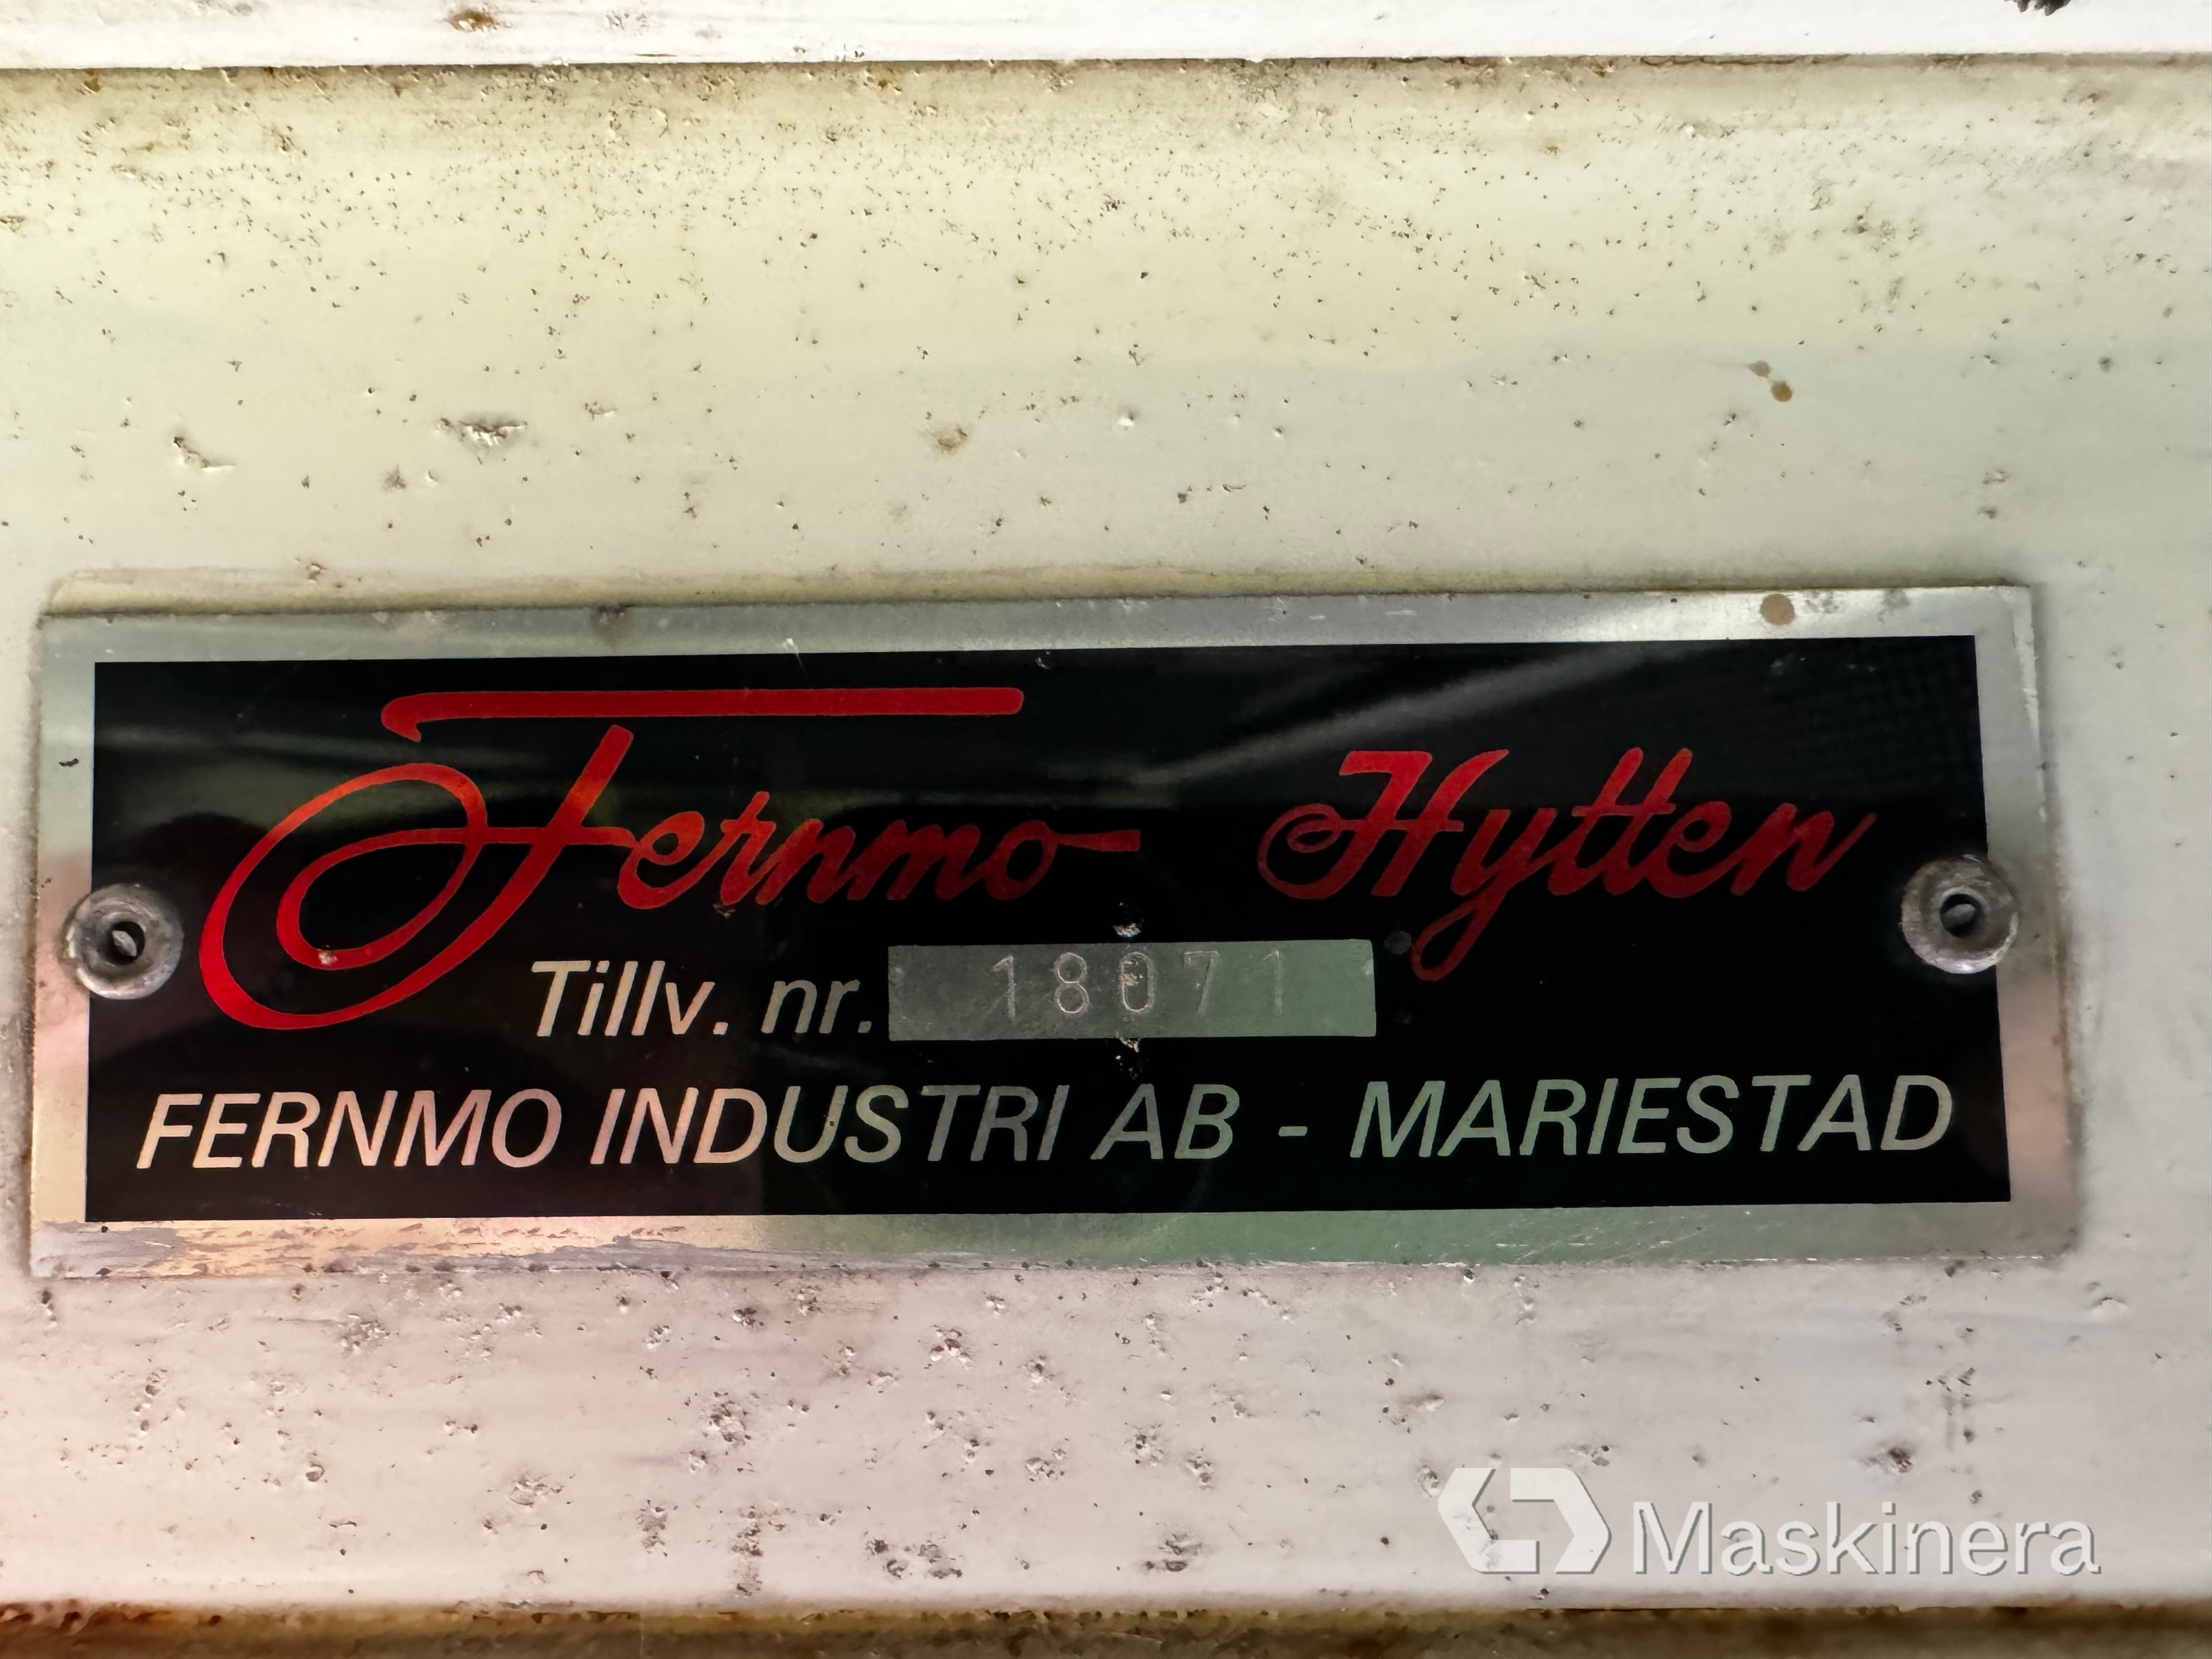 Fernmo Hytten
Tillv. nr. 18071
FERNMO INDUSTRI AB - MARIESTAD
Maskinera